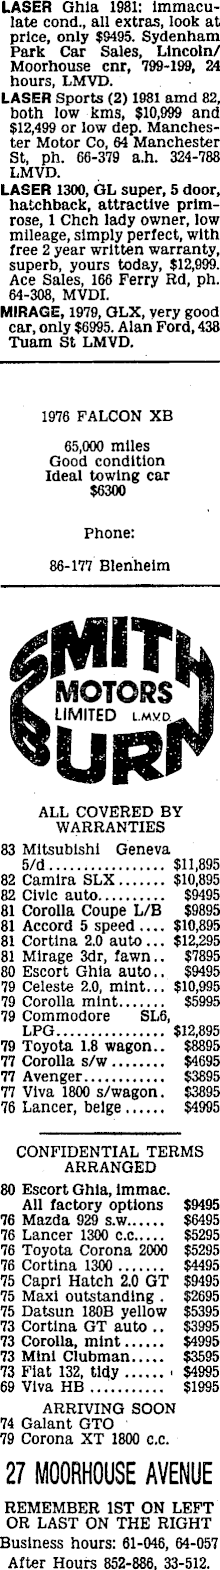 LASER Ghia 1981: immacu-
late cond., all extras, look at
price, only $9495. Sydenham
Park Car Sales, Lincoln/
Moorhouse cnr, 799-199, 24
hours, LMVD.
LASER Sports (2) 1981 amd 82,
both low kms, $10,999 and
$12,499 or low dep. Manches-
ter Motor Co, 64 Manchester
St, ph. 66-379 a.h. 324-788
LMVD.
LASER 1300, GL super, 5 door,
hatchback, attractive prim-
rose, 1 Chch lady owner, low
mileage, simply perfect, with
free 2 year written warranty,
superb, yours today, $12,999.
Ace Sales, 166 Ferry Rd, ph.
64-308, MVDI.
MIRAGE, 1979, GLX, very good
car, only $6995. Alan Ford, 438
Tuam St LMVD.
1976 FALCON XB
65,000 miles
Good condition
Ideal towing car
$6300
Phone:
86-177 Blenheim
SMITH
MOTORS
LIMITED L.M.V.D.
BURN
ALL COVERED BY
WARRANTIES
83 Mitsubishi Geneva
5/d.................. $11,895
82 Camira SLX....... $10,895
82 Civic auto......... $9495
81 Corolla Coupe L/B $9895
81 Accord 5 speed .... $10,895
81 Cortina 2.0 auto ... $12,295
81 Mirage 3dr, fawn.. $7895
80 Escort Ghia auto.. $9495
79 Celeste 2.0, mint... $10,995
79 Corolla mint....... $5995
79 Commodore SL6,
LPG................. $12,895
79 Toyota 1.8 wagon.. $8895
77 Corolla s/w ........ $4695
77 Avenger............ $3895
77 Viva 1800 s/wagon. $3895
76 Lancer, beige ...... $4995
CONFIDENTIAL TERMS
ARRANGED
80 Escort Ghia, immac.
All factory options $9495
76 Mazda 929 s.w...... $6495
76 Lancer 1300 c.c..... $5295
76 Toyota Corona 2000 $5295
76 Cortina 1300 ....... $4495
75 Capri Hatch 2.0 GT $9495
75 Maxi outstanding . $2695
75 Datsun 180B yellow $5395
73 Cortina GT auto .. $3995
73 Corolla, mint ...... $4995
73 Mini Clubman..... $3595
73 Fiat 132, tidy ...... $4995
69 Viva HB ........... $1995
ARRIVING SOON
74 Galant GTO
79 Corona XT 1800 c.c.
27 MOORHOUSE AVENUE
REMEMBER 1ST ON LEFT
OR LAST ON THE RIGHT
Business hours: 61-046, 64-057
After Hours 852-886, 33-512.